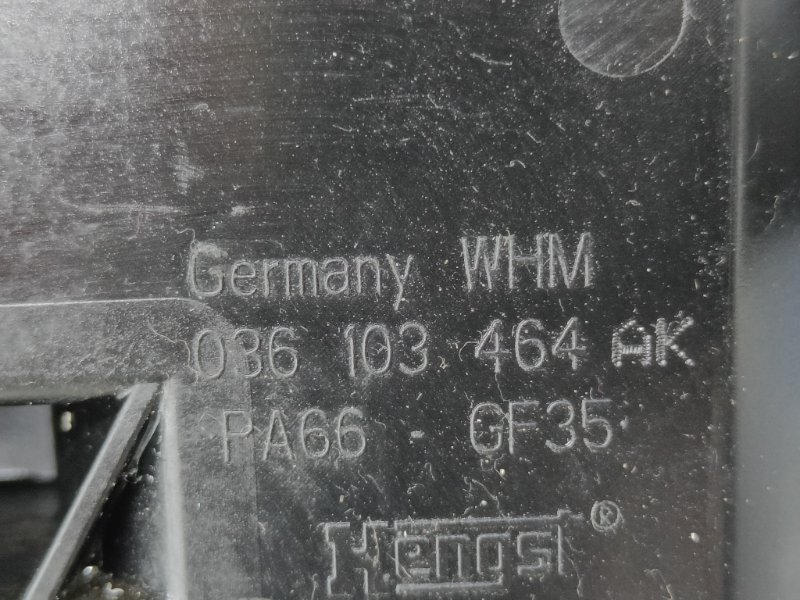 Germany WHM
036 103 464 AK
PA66 - GF35
Hengst®